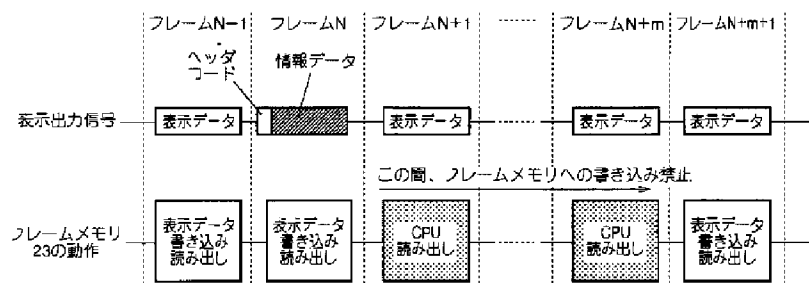 フレームN-1 フレームN フレームN+1 フレームN+m フレームN+m+1
ヘッダ
コード
情報データ
表示出力信号
表示データ
表示データ
表示データ
表示データ
この間、フレームメモリへの書き込み禁止
フレームメモリ
23の動作
表示データ
書き込み
読み出し
表示データ
書き込み
読み出し
CPU
読み出し
CPU
読み出し
表示データ
書き込み
読み出し